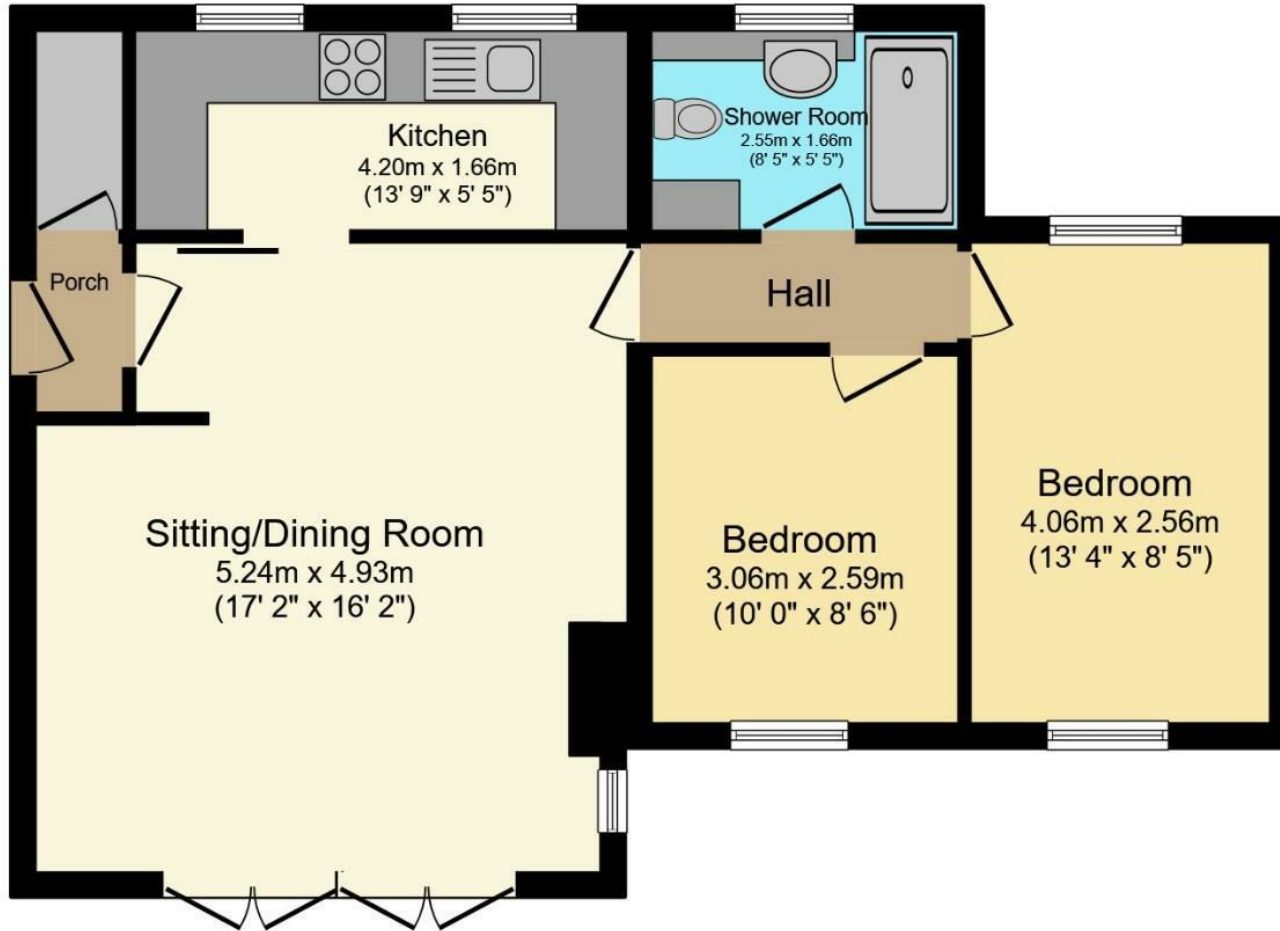 Kitchen
4.20m x 1.66m
(13' 9" x 5' 5")
Shower Room
2.55m x 1.66m
(8' 5" x 5' 5")
Porch
Hall
Sitting/Dining Room
5.24m x 4.93m
(17' 2" x 16' 2")
Bedroom
3.06m x 2.59m
(10' 0" x 8' 6")
Bedroom
4.06m x 2.56m
(13' 4" x 8' 5")